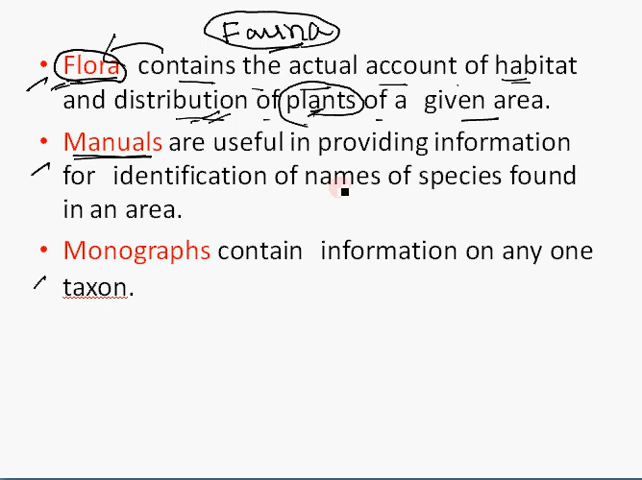 Fauna
• Flora contains the actual account of habitat
and distribution of plants of a given area.
• Manuals are useful in providing information
for identification of names of species found
in an area.
• Monographs contain information on any one
taxon.